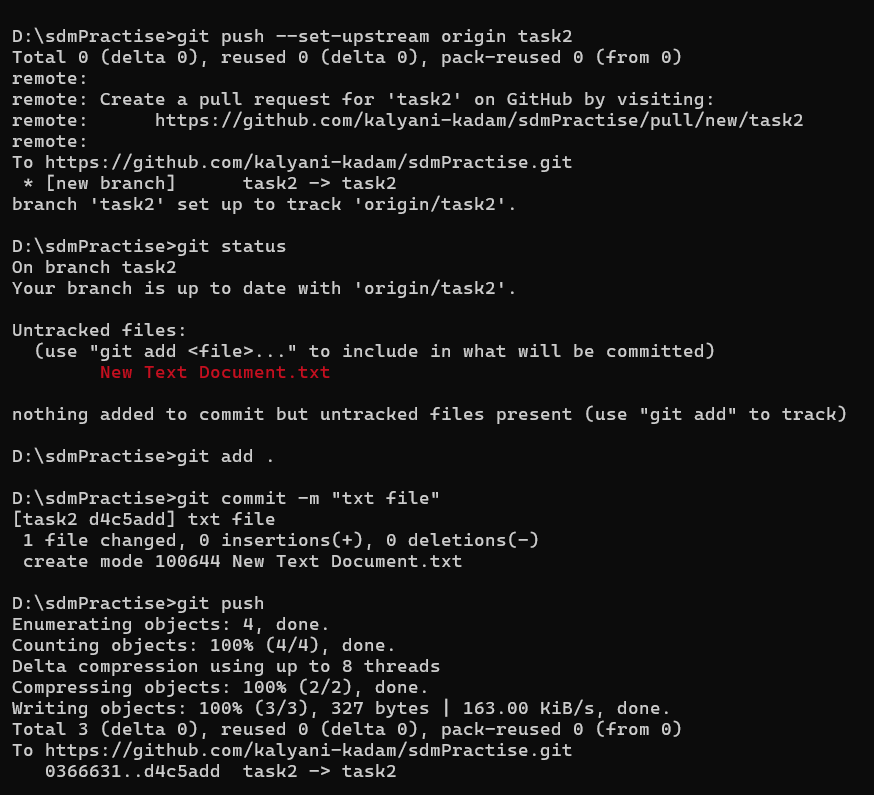 D:\sdmPractise>git push --set-upstream origin task2
Total 0 (delta 0), reused 0 (delta 0), pack-reused 0 (from 0)
remote:
remote: Create a pull request for 'task2' on GitHub by visiting:
remote:      https://github.com/kalyani-kadam/sdmPractise/pull/new/task2
remote:
To https://github.com/kalyani-kadam/sdmPractise.git
 * [new branch]      task2 -> task2
branch 'task2' set up to track 'origin/task2'.

D:\sdmPractise>git status
On branch task2
Your branch is up to date with 'origin/task2'.

Untracked files:
  (use "git add <file>..." to include in what will be committed)
        New Text Document.txt

nothing added to commit but untracked files present (use "git add" to track)

D:\sdmPractise>git add .

D:\sdmPractise>git commit -m "txt file"
[task2 d4c5add] txt file
 1 file changed, 0 insertions(+), 0 deletions(-)
 create mode 100644 New Text Document.txt

D:\sdmPractise>git push
Enumerating objects: 4, done.
Counting objects: 100% (4/4), done.
Delta compression using up to 8 threads
Compressing objects: 100% (2/2), done.
Writing objects: 100% (3/3), 327 bytes | 163.00 KiB/s, done.
Total 3 (delta 0), reused 0 (delta 0), pack-reused 0 (from 0)
To https://github.com/kalyani-kadam/sdmPractise.git
   0366631..d4c5add  task2 -> task2